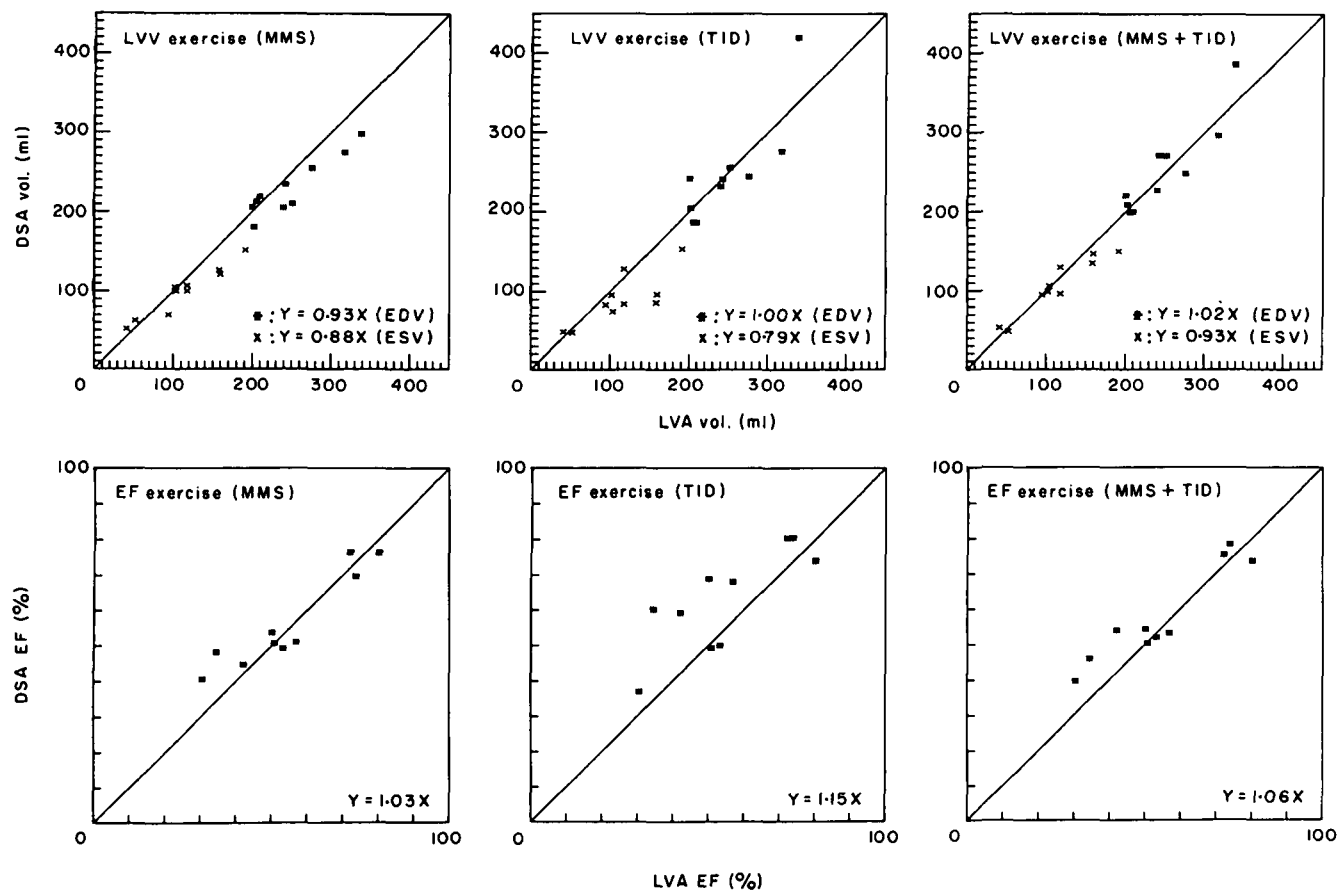 LVV exercise (MMS)
LVV exercise (TID)
LVV exercise (MMS + TID)
400
300
200
100
0
400
300
200
100
0
400
300
200
100
0
DSA vol. (ml)
■ : Y = 0.93X (EDV)
× : Y = 0.88X (ESV)
■ : Y = 1.00X (EDV)
× : Y = 0.79X (ESV)
■ : Y = 1.02X (EDV)
× : Y = 0.93X (ESV)
100 200 300 400
100 200 300 400
100 200 300 400
LVA vol. (ml)
100
100
100
EF exercise (MMS)
EF exercise (TID)
EF exercise (MMS + TID)
DSA EF (%)
Y = 1.03X
Y = 1.15X
Y = 1.06X
0 100
0 100
0 100
LVA EF (%)